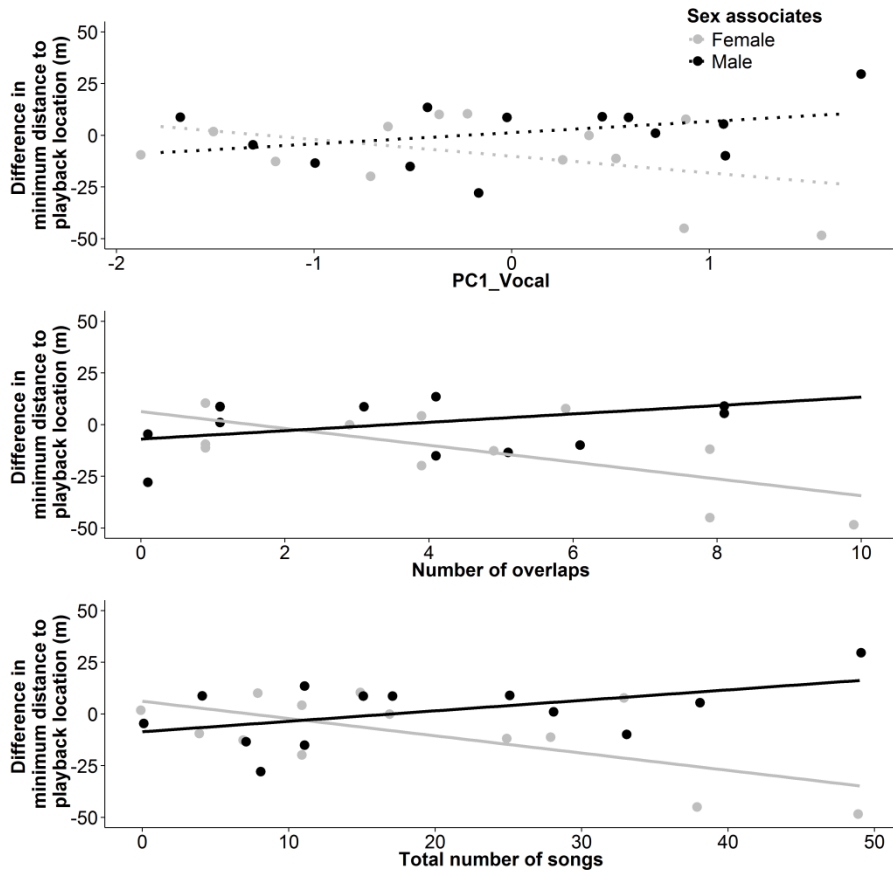 Sex associates
Female
Male
Difference in
minimum distance to
playback location (m)
50
25
0
-25
-50
-2
-1
0
1
PC1_Vocal
Difference in
minimum distance to
playback location (m)
50
25
0
-25
-50
0
2
4
6
8
10
Number of overlaps
Difference in
minimum distance to
playback location (m)
50
25
0
-25
-50
0
10
20
30
40
50
Total number of songs